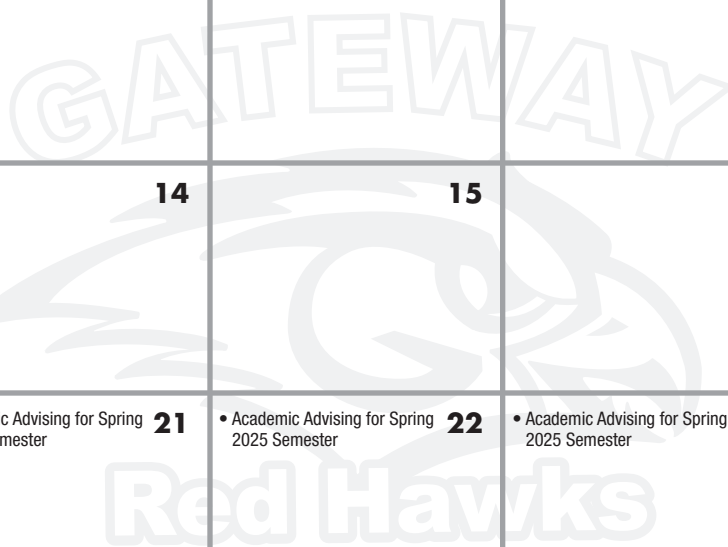 GATEWAY
14
15
c Advising for Spring
mester
21
• Academic Advising for Spring
2025 Semester
22
• Academic Advising for Spring
2025 Semester
Red Hawks